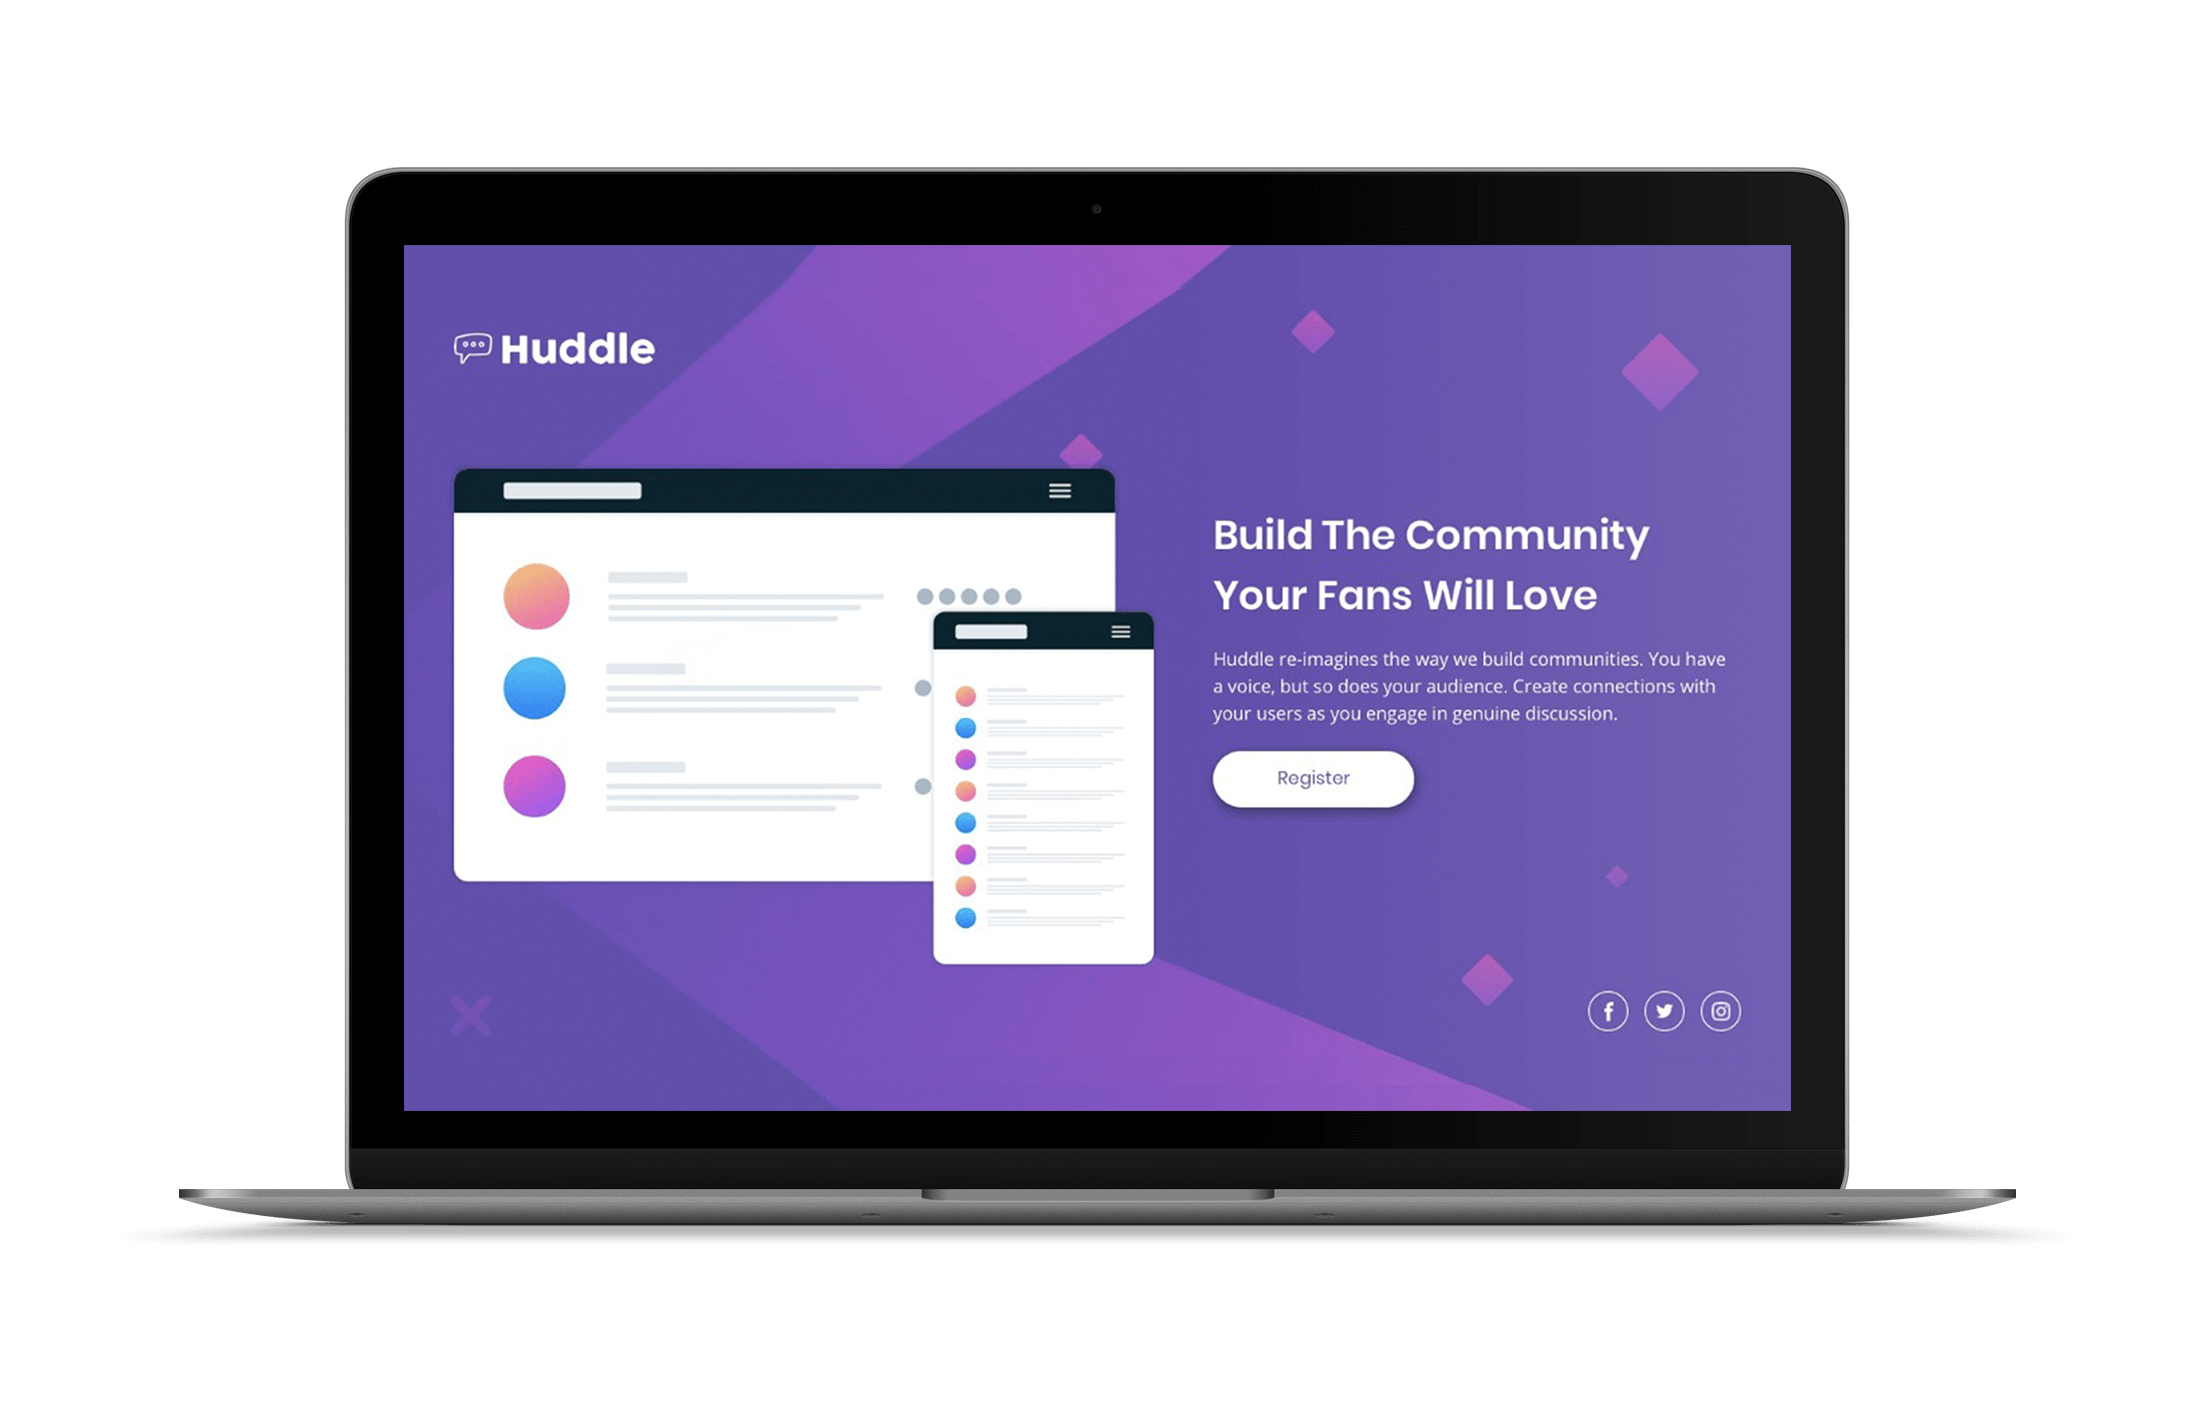 Huddle
Build The Community
Your Fans Will Love
Huddle re-imagines the way we build communities. You have
a voice, but so does your audience. Create connections with
your users as you engage in genuine discussion.
Register